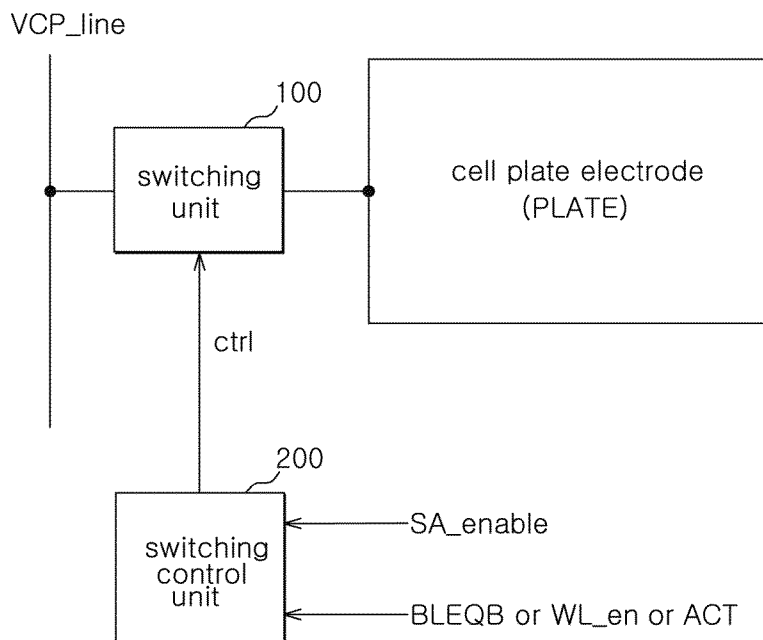 VCP_line
100
switching
unit
cell plate electrode
(PLATE)
ctrl
200
switching
control
unit
SA_enable
BLEQB or WL_en or ACT